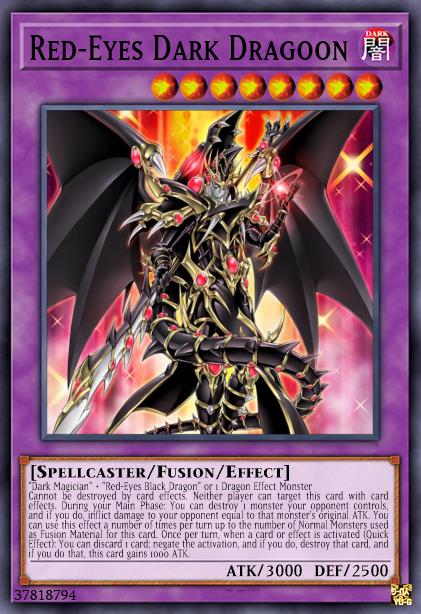 Red-Eyes Dark Dragoon
DARK
闇
[Spellcaster/Fusion/Effect]
"Dark Magician" + "Red-Eyes Black Dragon" or 1 Dragon Effect Monster
Cannot be destroyed by card effects. Neither player can target this card with card
effects. During your Main Phase: You can destroy 1 monster your opponent controls,
and if you do, inflict damage to your opponent equal to that monster's original ATK. You
can use this effect a number of times per turn up to the number of Normal Monsters used
as Fusion Material for this card. Once per turn, when a card or effect is activated (Quick
Effect): You can discard 1 card; negate the activation, and if you do, destroy that card, and
if you do that, this card gains 1000 ATK.
ATK/3000 DEF/2500
37818794